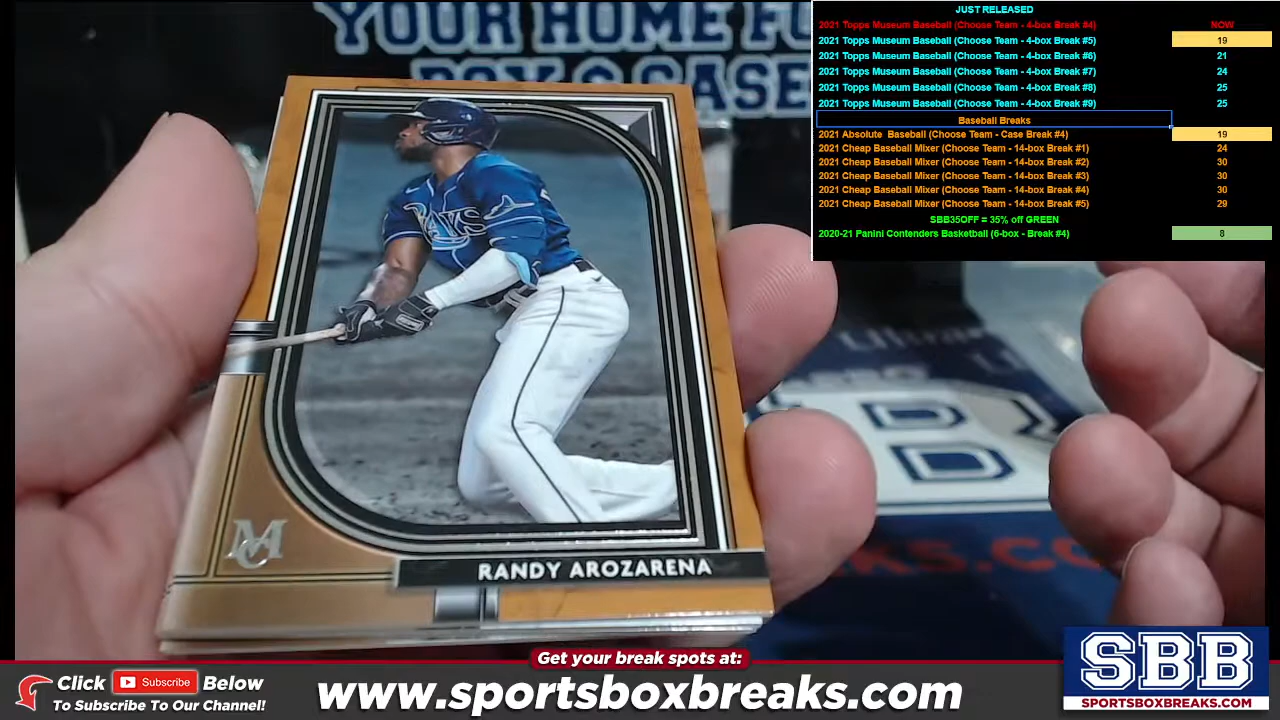 YOUR HOME FO
BOX & CASE
JUST RELEASED
2021 Topps Museum Baseball (Choose Team - 4-box Break #4) NOW
2021 Topps Museum Baseball (Choose Team - 4-box Break #5) 19
2021 Topps Museum Baseball (Choose Team - 4-box Break #6) 21
2021 Topps Museum Baseball (Choose Team - 4-box Break #7) 24
2021 Topps Museum Baseball (Choose Team - 4-box Break #8) 25
2021 Topps Museum Baseball (Choose Team - 4-box Break #9) 25
Baseball Breaks
2021 Absolute Baseball (Choose Team - Case Break #4) 19
2021 Cheap Baseball Mixer (Choose Team - 14-box Break #1) 24
2021 Cheap Baseball Mixer (Choose Team - 14-box Break #2) 30
2021 Cheap Baseball Mixer (Choose Team - 14-box Break #3) 30
2021 Cheap Baseball Mixer (Choose Team - 14-box Break #4) 30
2021 Cheap Baseball Mixer (Choose Team - 14-box Break #5) 29
SBB35OFF = 35% off GREEN
2020-21 Panini Contenders Basketball (6-box - Break #4) 8
RAYS
MC
RANDY AROZARENA
Get your break spots at:
Click Subscribe Below
To Subscribe To Our Channel!
www.sportsboxbreaks.com
SBB
SPORTSBOXBREAKS.COM